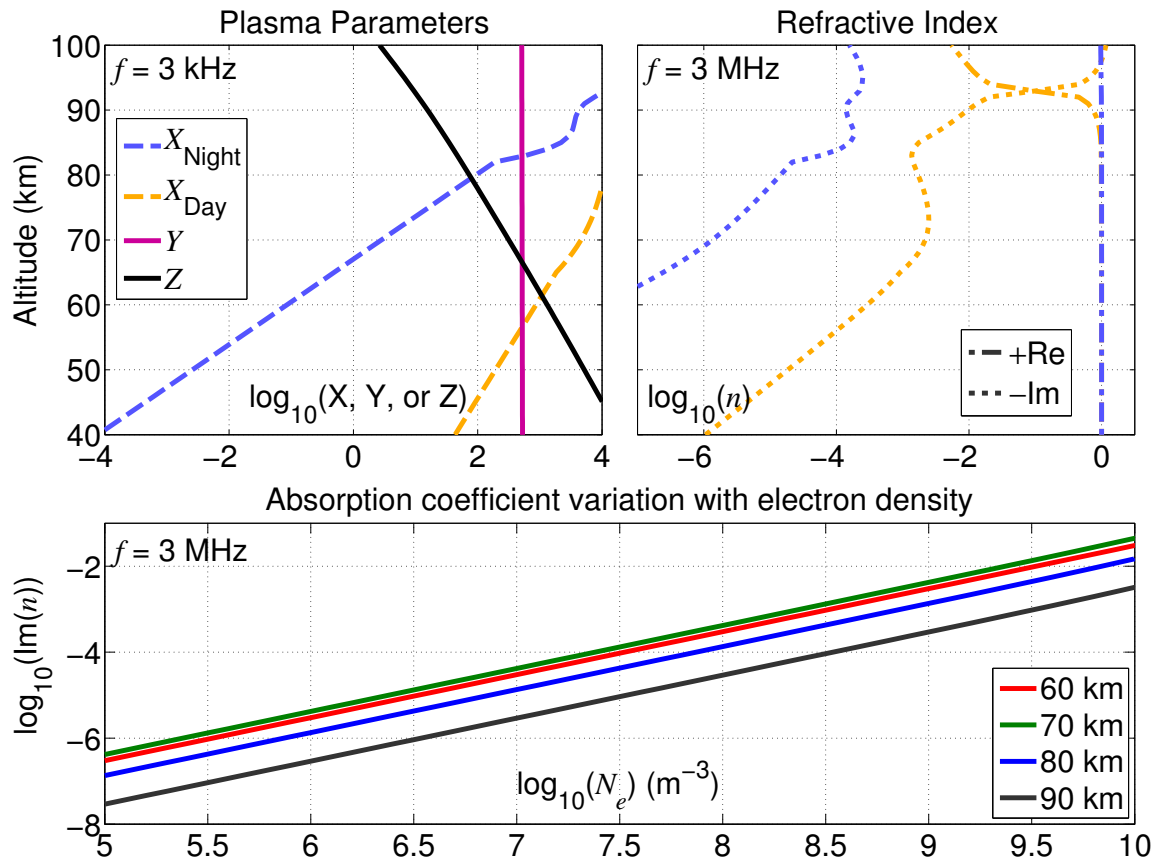 Plasma Parameters
Refractive Index
f = 3 kHz
f = 3 MHz
Altitude (km)
100
90
80
70
60
50
40
X_Night
X_Day
Y
Z
log10(X, Y, or Z)
−4
−2
0
2
4
+Re
−Im
log10(n)
−6
−4
−2
0
Absorption coefficient variation with electron density
f = 3 MHz
log10(Im(n))
−2
−4
−6
−8
60 km
70 km
80 km
90 km
log10(Ne) (m−3)
5
5.5
6
6.5
7
7.5
8
8.5
9
9.5
10